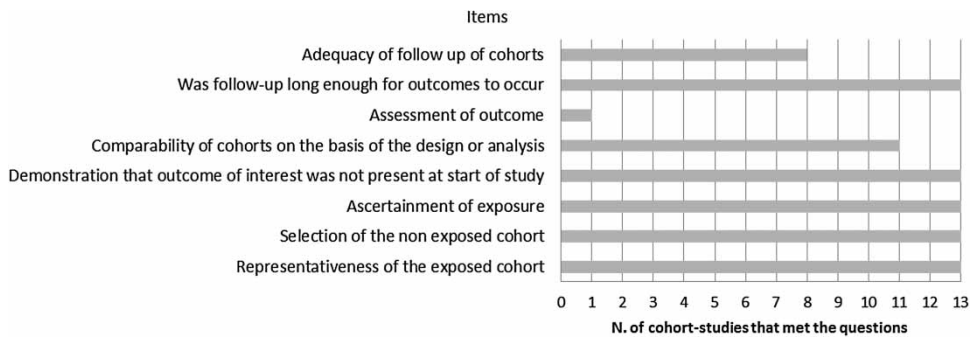 Items
Adequacy of follow up of cohorts
Was follow-up long enough for outcomes to occur
Assessment of outcome
Comparability of cohorts on the basis of the design or analysis
Demonstration that outcome of interest was not present at start of study
Ascertainment of exposure
Selection of the non exposed cohort
Representativeness of the exposed cohort
0 1 2 3 4 5 6 7 8 9 10 11 12 13
N. of cohort-studies that met the questions